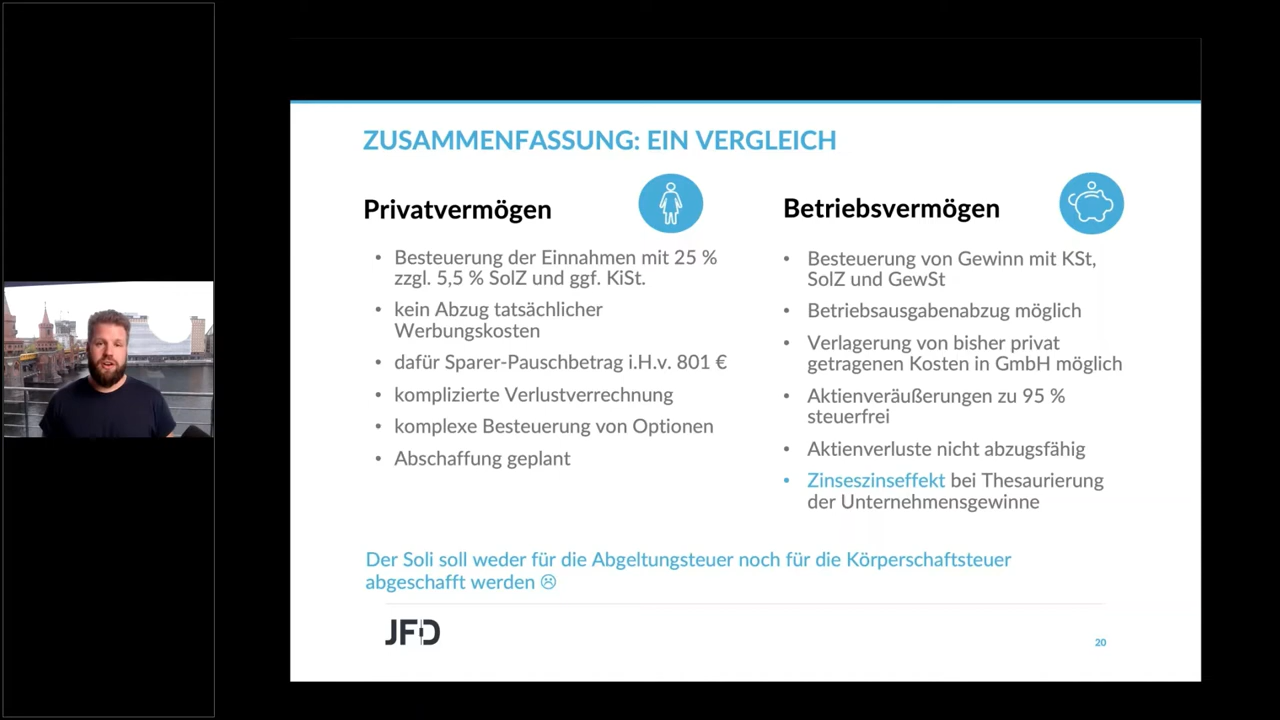 ZUSAMMENFASSUNG: EIN VERGLEICH
Privatvermögen
• Besteuerung der Einnahmen mit 25 %
zzgl. 5,5 % SolZ und ggf. KiSt.
• kein Abzug tatsächlicher
Werbungskosten
• dafür Sparer-Pauschbetrag i.H.v. 801 €
• komplizierte Verlustverrechnung
• komplexe Besteuerung von Optionen
• Abschaffung geplant
Betriebsvermögen
• Besteuerung von Gewinn mit KSt,
SolZ und GewSt
• Betriebsausgabenabzug möglich
• Verlagerung von bisher privat
getragenen Kosten in GmbH möglich
• Aktienveräußerungen zu 95 %
steuerfrei
• Aktienverluste nicht abzugsfähig
• Zinseszinseffekt bei Thesaurierung
der Unternehmensgewinne
Der Soli soll weder für die Abgeltungsteuer noch für die Körperschaftsteuer
abgeschafft werden ☹
JFD
20